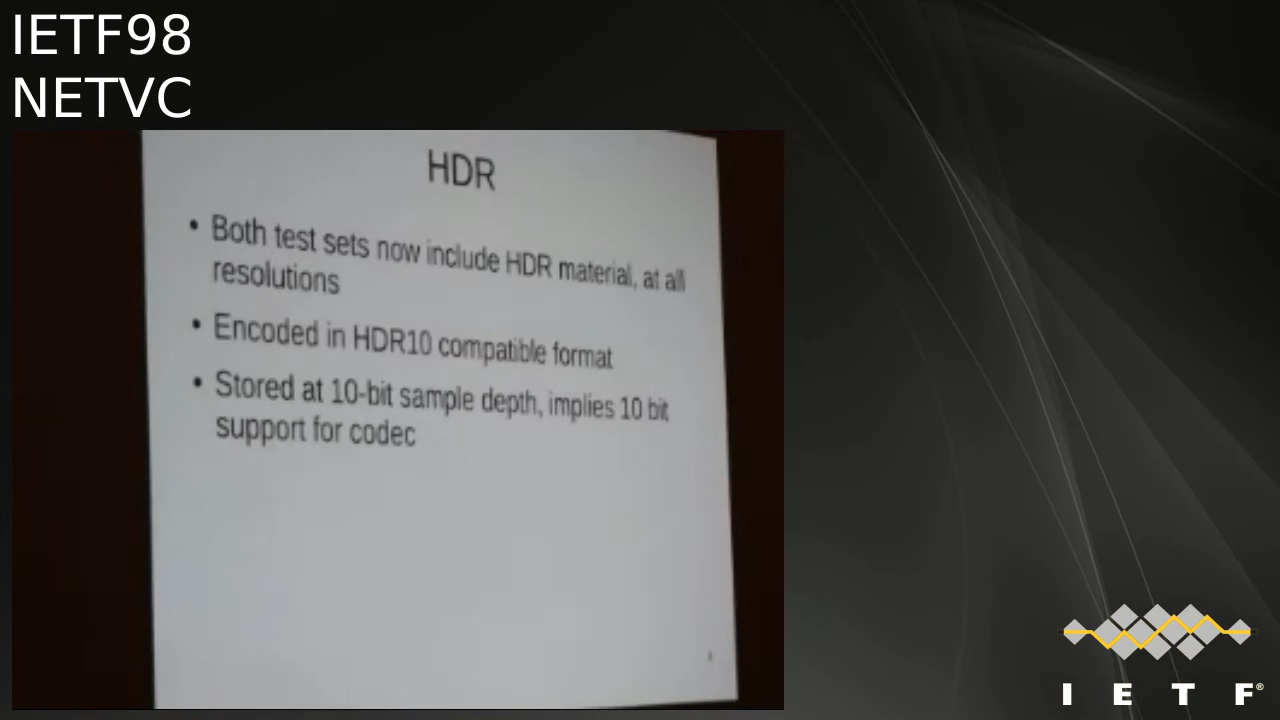 IETF98
NETVC
HDR
• Both test sets now include HDR material, at all
resolutions
• Encoded in HDR10 compatible format
• Stored at 10-bit sample depth, implies 10 bit
support for codec
I E T F®